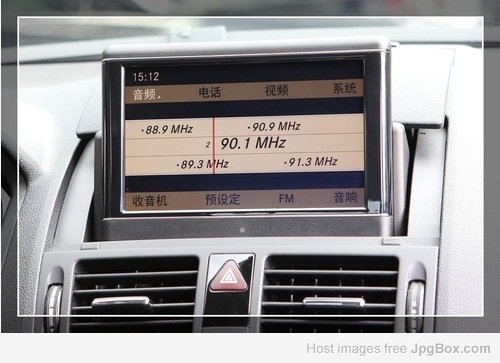 15:12
音频. 电话 视频 系统
·88.9 MHz ·90.9 MHz
2 90.1 MHz
·89.3 MHz ·91.3 MHz
收音机 预设定 FM 音响
Host images free JpgBox.com